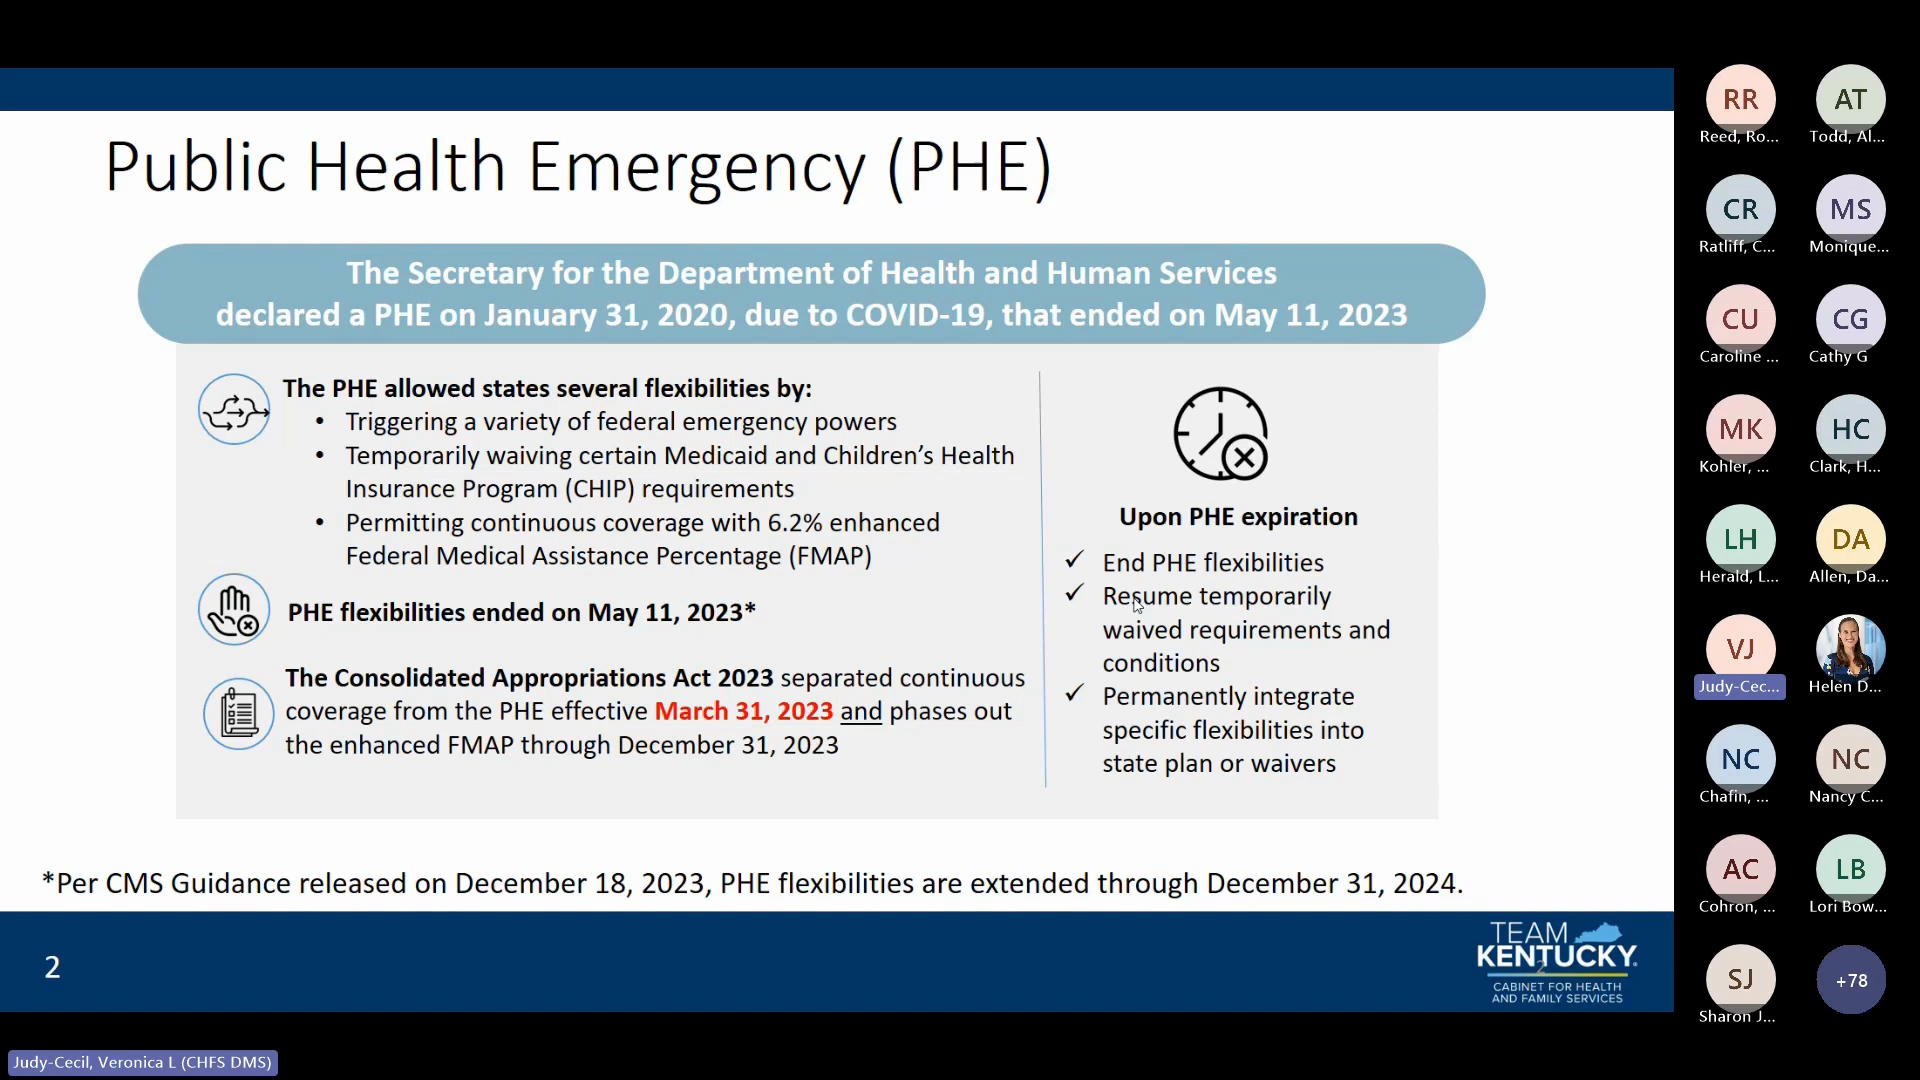 Public Health Emergency (PHE)
The Secretary for the Department of Health and Human Services
declared a PHE on January 31, 2020, due to COVID-19, that ended on May 11, 2023
The PHE allowed states several flexibilities by:
• Triggering a variety of federal emergency powers
• Temporarily waiving certain Medicaid and Children’s Health
Insurance Program (CHIP) requirements
• Permitting continuous coverage with 6.2% enhanced
Federal Medical Assistance Percentage (FMAP)
PHE flexibilities ended on May 11, 2023*
The Consolidated Appropriations Act 2023 separated continuous
coverage from the PHE effective March 31, 2023 and phases out
the enhanced FMAP through December 31, 2023
Upon PHE expiration
✓ End PHE flexibilities
✓ Resume temporarily
waived requirements and
conditions
✓ Permanently integrate
specific flexibilities into
state plan or waivers
*Per CMS Guidance released on December 18, 2023, PHE flexibilities are extended through December 31, 2024.
2
TEAM
KENTUCKY
2
CABINET FOR HEALTH
AND FAMILY SERVICES
Judy-Cecil, Veronica L (CHFS DMS)
RR
Reed, Ro...
AT
Todd, Al...
CR
Ratliff, C...
MS
Monique...
CU
Caroline ...
CG
Cathy G
MK
Kohler, ...
HC
Clark, H...
LH
Herald, L...
DA
Allen, Da...
VJ
Judy-Cec...
Helen D...
NC
Chafin, ...
NC
Nancy C...
AC
Cohron, ...
LB
Lori Bow...
SJ
Sharon J...
+78